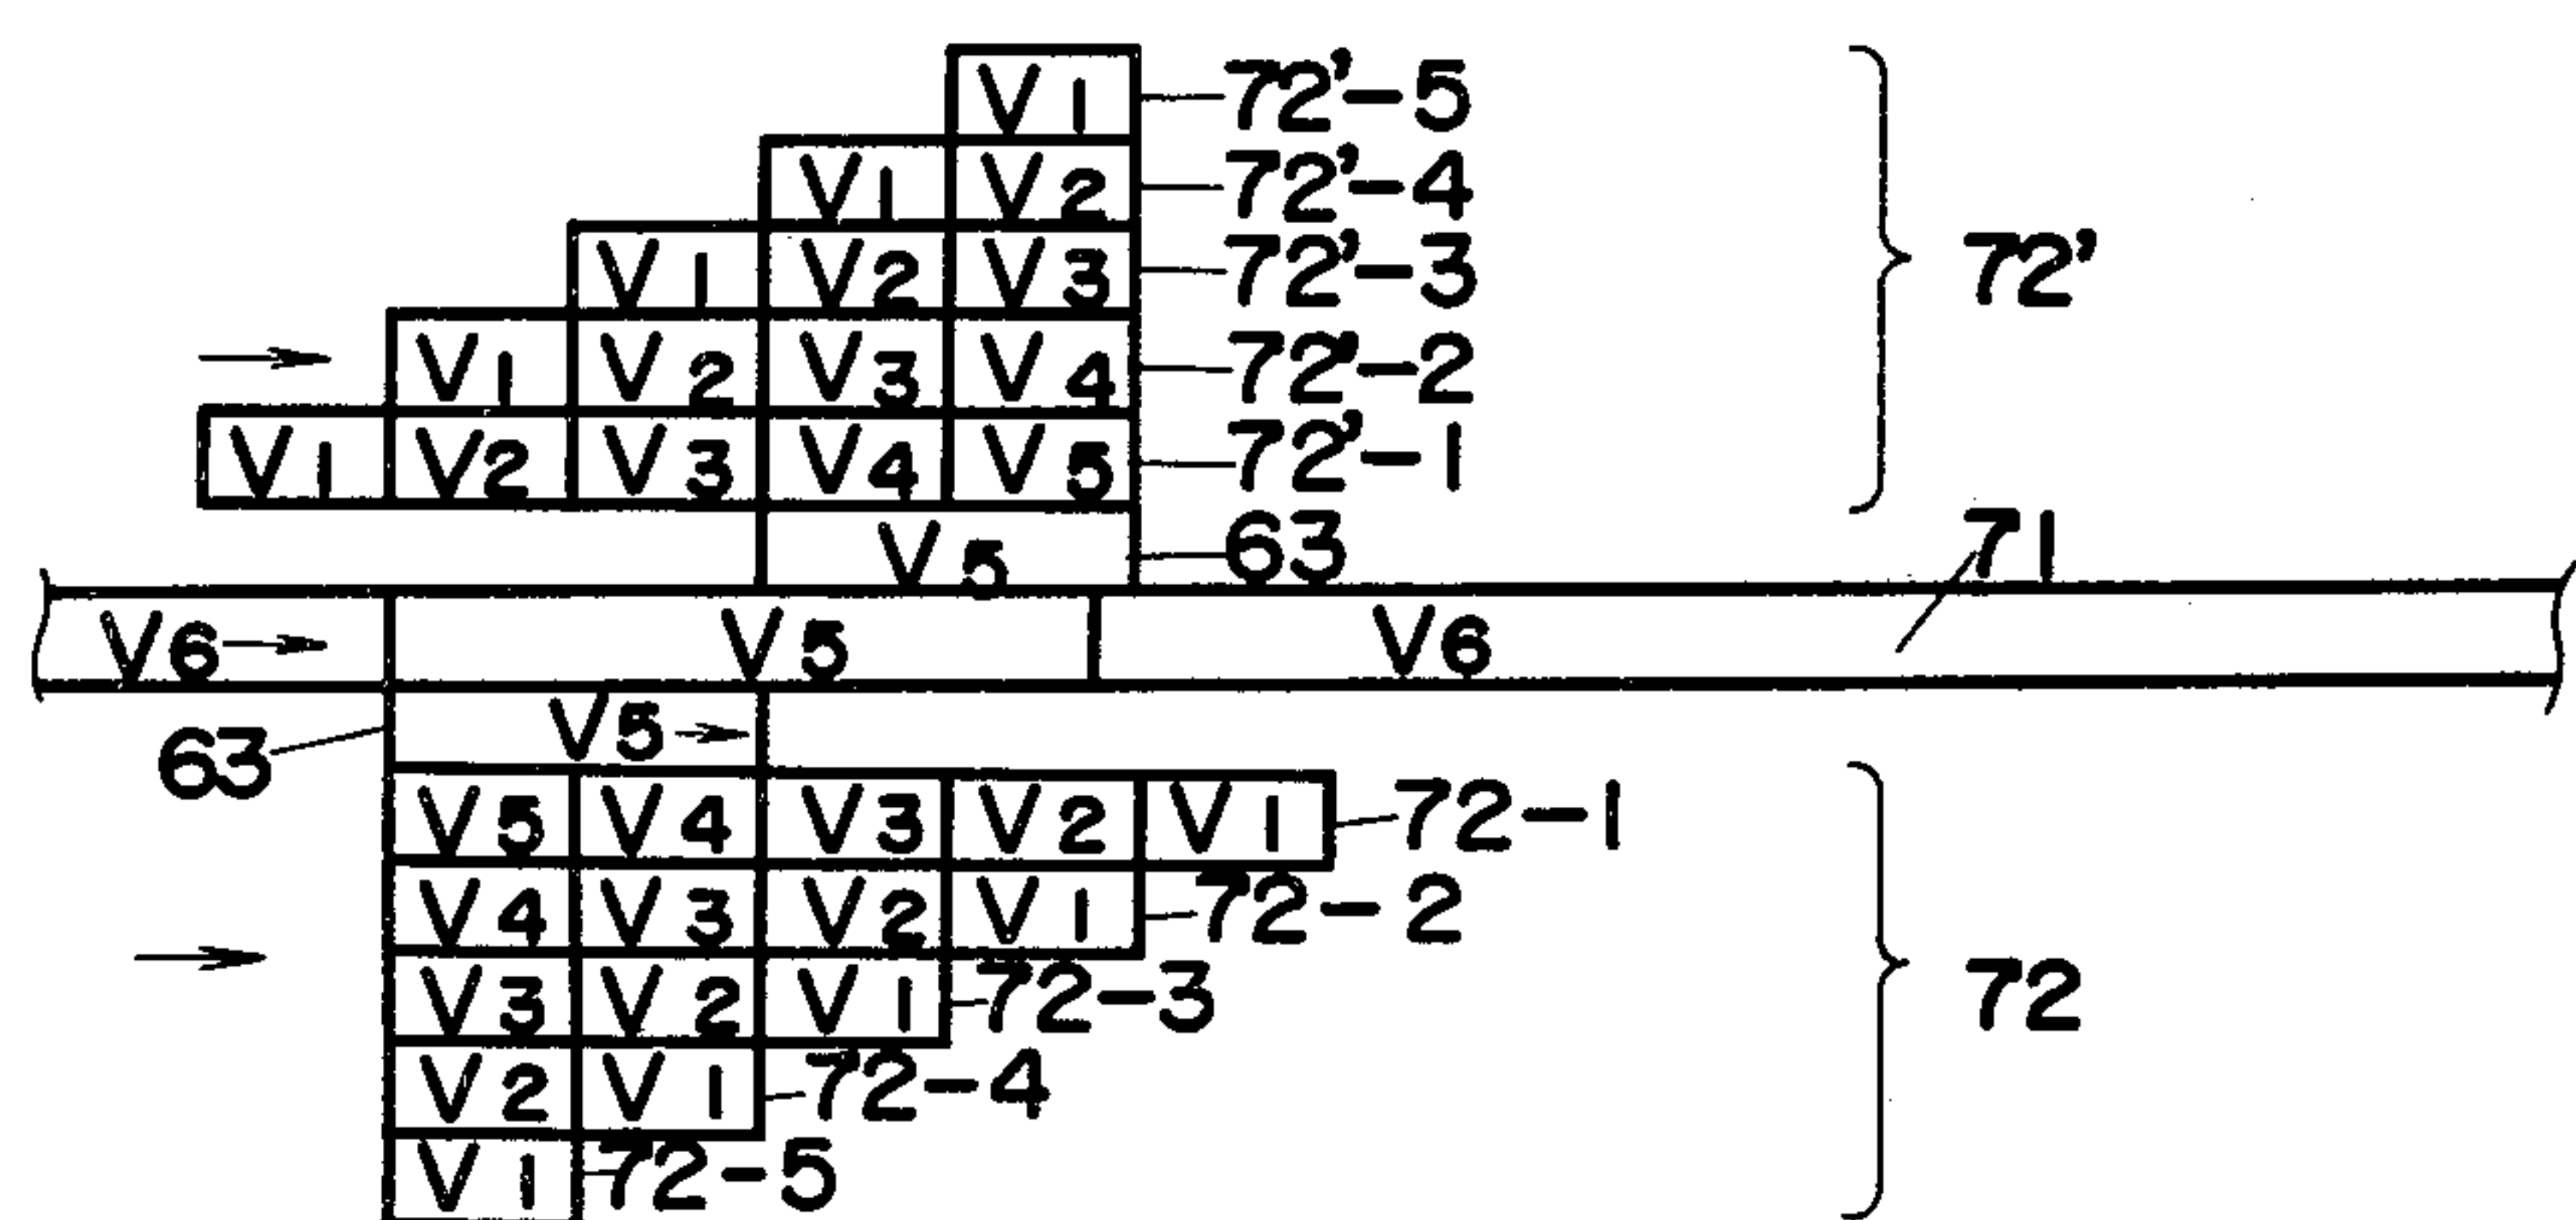 V1 72'-5
V1 V2 72'-4
V1 V2 V3 72'-3 72'
V1 V2 V3 V4 72'-2
V1 V2 V3 V4 V5 72'-1
V5 63 71
V6 V5 V6
63 V5
V5 V4 V3 V2 V1 72-1
V4 V3 V2 V1 72-2
V3 V2 V1 72-3 72
V2 V1 72-4
V1 72-5